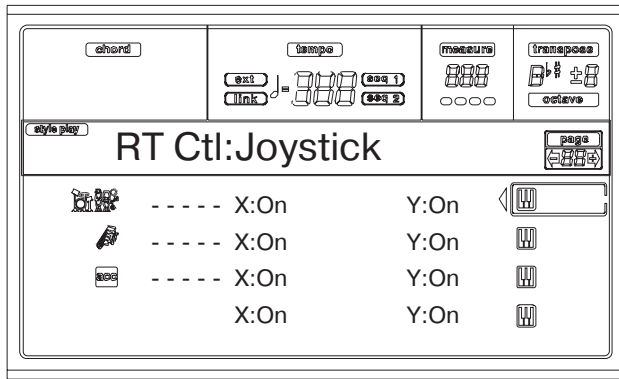 chord tempo measure transpose
ext seq 1
link seq 2
octave
style play
RT Ctl:Joystick
page
- - - - - X:On Y:On
- - - - - X:On Y:On
acc - - - - - X:On Y:On
X:On Y:On